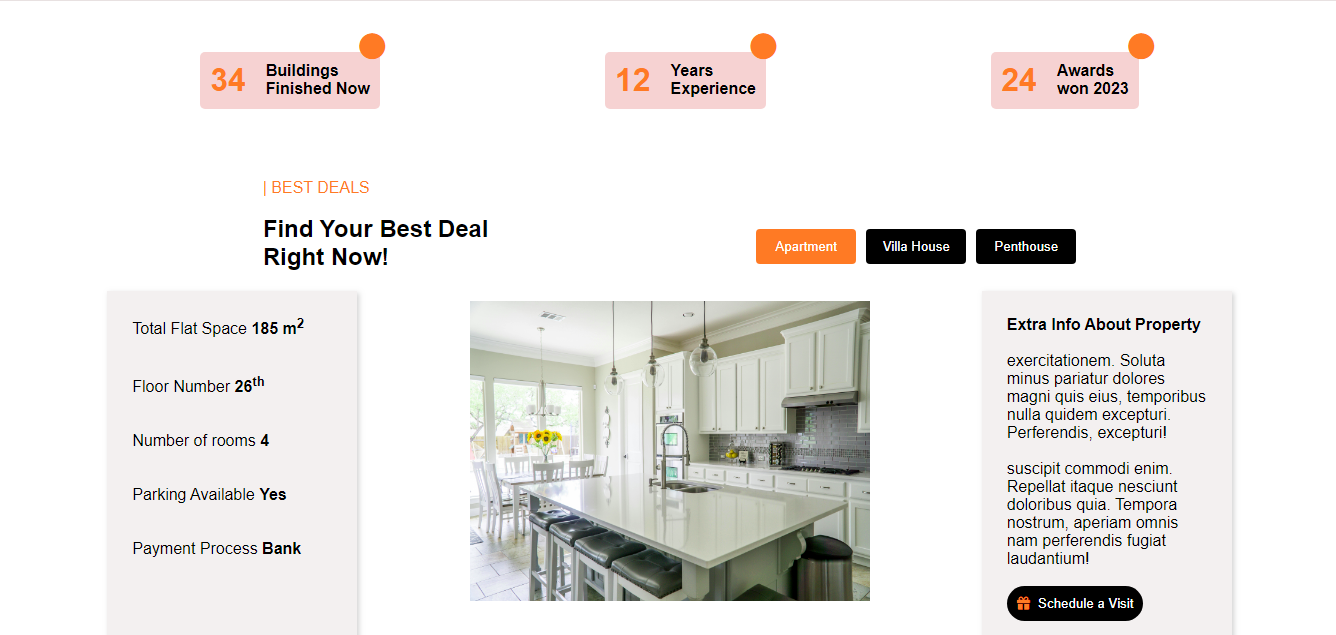 34 Buildings
Finished Now
12 Years
Experience
24 Awards
won 2023
| BEST DEALS
Find Your Best Deal
Right Now!
Apartment
Villa House
Penthouse
Total Flat Space 185 m2
Floor Number 26th
Number of rooms 4
Parking Available Yes
Payment Process Bank
Extra Info About Property
exercitationem. Soluta
minus pariatur dolores
magni quis eius, temporibus
nulla quidem excepturi.
Perferendis, excepturi!
suscipit commodi enim.
Repellat itaque nesciunt
doloribus quia. Tempora
nostrum, aperiam omnis
nam perferendis fugiat
laudantium!
Schedule a Visit